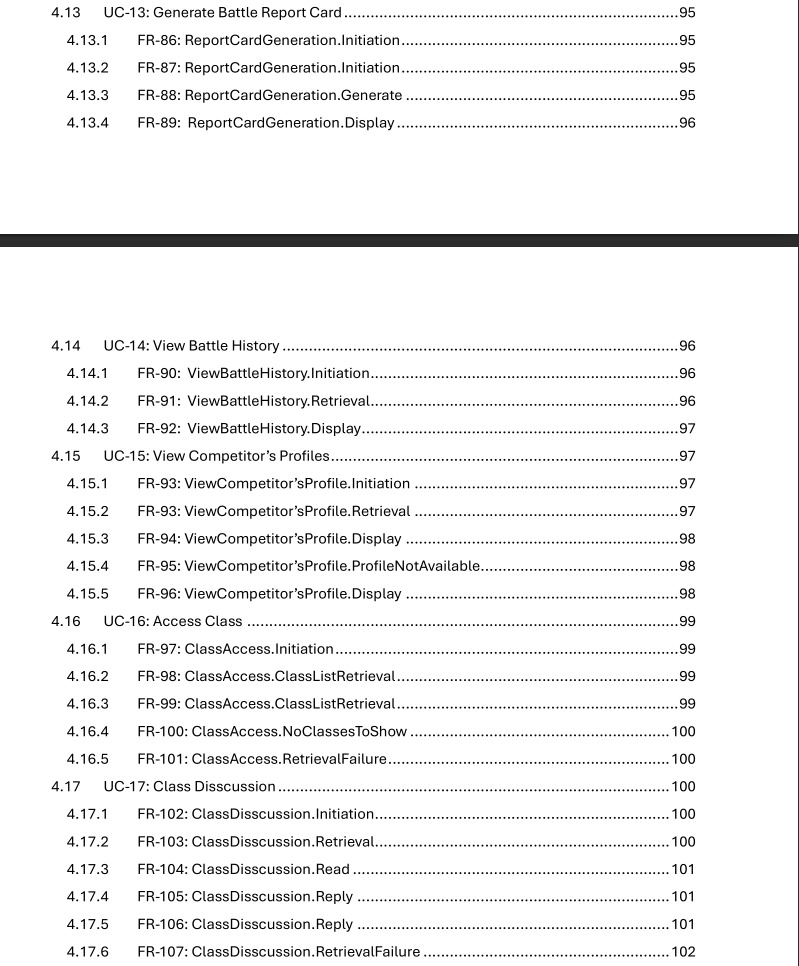 4.13 UC-13: Generate Battle Report Card ........ 95
4.13.1 FR-86: ReportCardGeneration.Initiation ........ 95
4.13.2 FR-87: ReportCardGeneration.Initiation ........ 95
4.13.3 FR-88: ReportCardGeneration.Generate ........ 95
4.13.4 FR-89: ReportCardGeneration.Display ........ 96
4.14 UC-14: View Battle History ........ 96
4.14.1 FR-90: ViewBattleHistory.Initiation ........ 96
4.14.2 FR-91: ViewBattleHistory.Retrieval ........ 96
4.14.3 FR-92: ViewBattleHistory.Display ........ 97
4.15 UC-15: View Competitor’s Profiles ........ 97
4.15.1 FR-93: ViewCompetitor’sProfile.Initiation ........ 97
4.15.2 FR-93: ViewCompetitor’sProfile.Retrieval ........ 97
4.15.3 FR-94: ViewCompetitor’sProfile.Display ........ 98
4.15.4 FR-95: ViewCompetitor’sProfile.ProfileNotAvailable ........ 98
4.15.5 FR-96: ViewCompetitor’sProfile.Display ........ 98
4.16 UC-16: Access Class ........ 99
4.16.1 FR-97: ClassAccess.Initiation ........ 99
4.16.2 FR-98: ClassAccess.ClassListRetrieval ........ 99
4.16.3 FR-99: ClassAccess.ClassListRetrieval ........ 99
4.16.4 FR-100: ClassAccess.NoClassesToShow ........ 100
4.16.5 FR-101: ClassAccess.RetrievalFailure ........ 100
4.17 UC-17: Class Disscussion ........ 100
4.17.1 FR-102: ClassDisscussion.Initiation ........ 100
4.17.2 FR-103: ClassDisscussion.Retrieval ........ 100
4.17.3 FR-104: ClassDisscussion.Read ........ 101
4.17.4 FR-105: ClassDisscussion.Reply ........ 101
4.17.5 FR-106: ClassDisscussion.Reply ........ 101
4.17.6 FR-107: ClassDisscussion.RetrievalFailure ........ 102